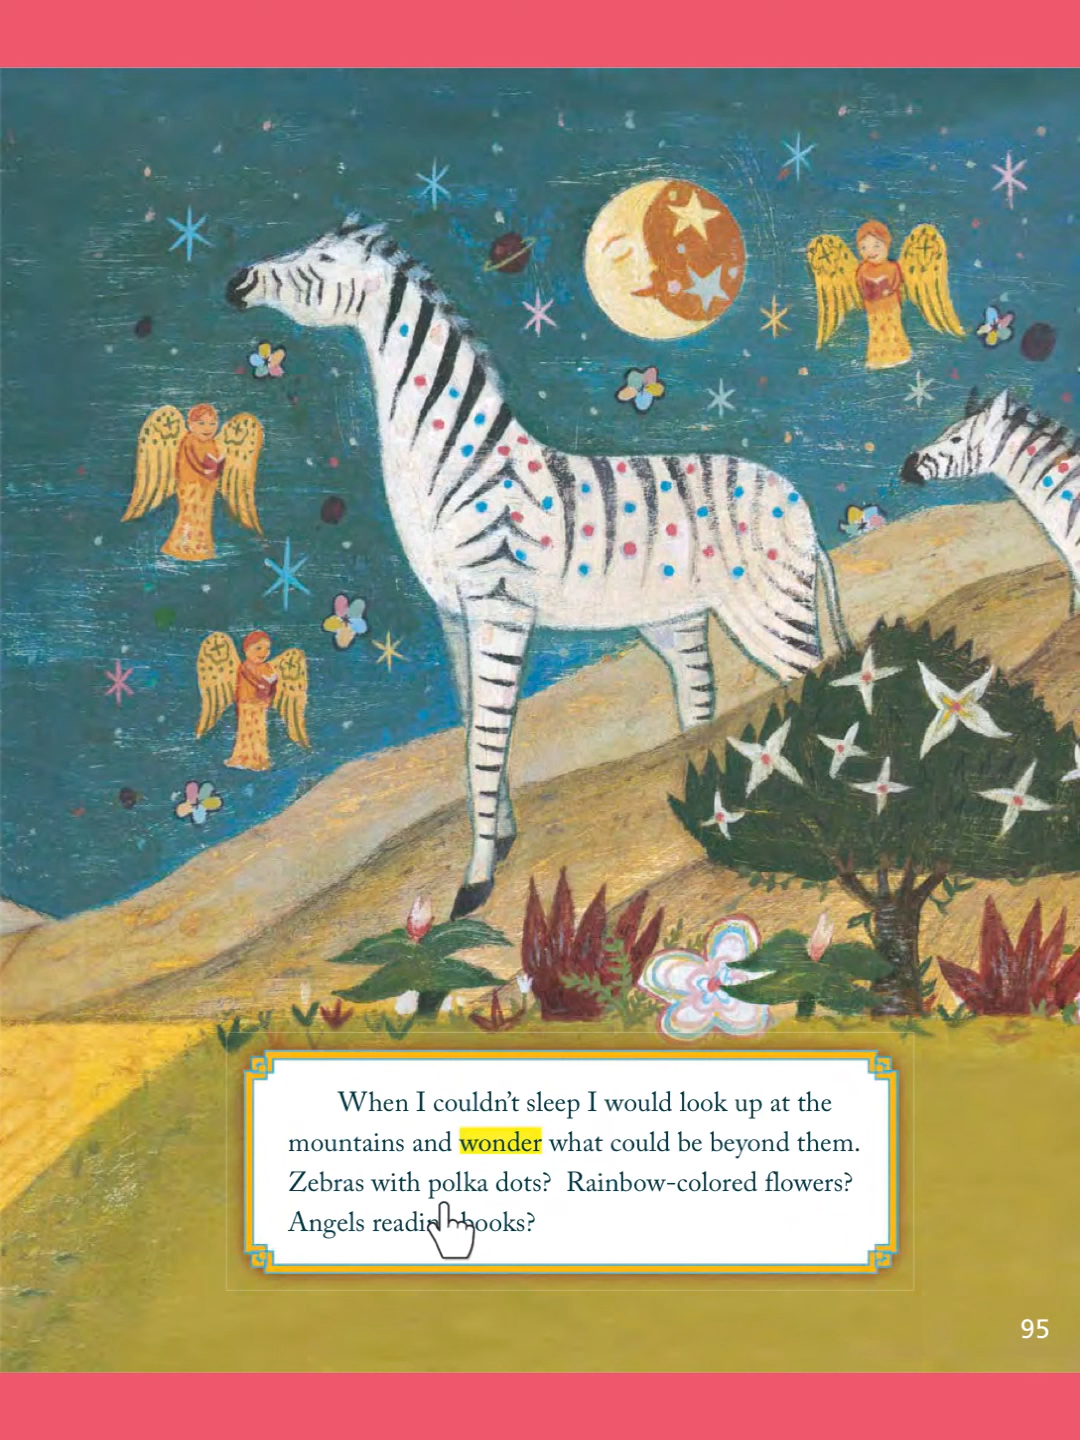 When I couldn't sleep I would look up at the
mountains and wonder what could be beyond them.
Zebras with polka dots? Rainbow-colored flowers?
Angels books?
95